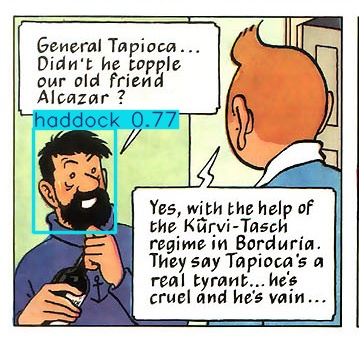 General Tapioca...
Didn't he topple
our old friend
Alcazar ?
haddock 0.77
Yes, with the help of
the Kűrvi-Tasch
regime in Borduria.
They say Tapioca's a
real tyrant... he's
cruel and he's vain...